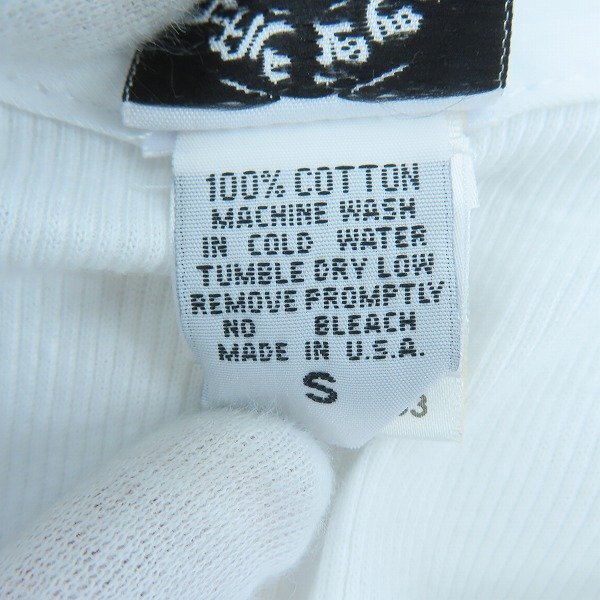 100% COTTON
MACHINE WASH
IN COLD WATER
TUMBLE DRY LOW
REMOVE PROMPTLY
NO BLEACH
MADE IN U.S.A.
S